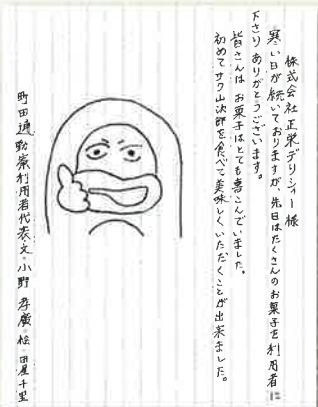 株式会社正栄デリシィー様
寒い日が続いておりますが、先日はたくさんのお菓子を利用者に
下さり ありがとうございます。
皆さんは お菓子はとても喜こんでいました。
初めてサク山次郎を食べて美味しくいただくことが出来ました。
町田通勤寮利用者代表文・小野 孝廣・絵・田屋千里